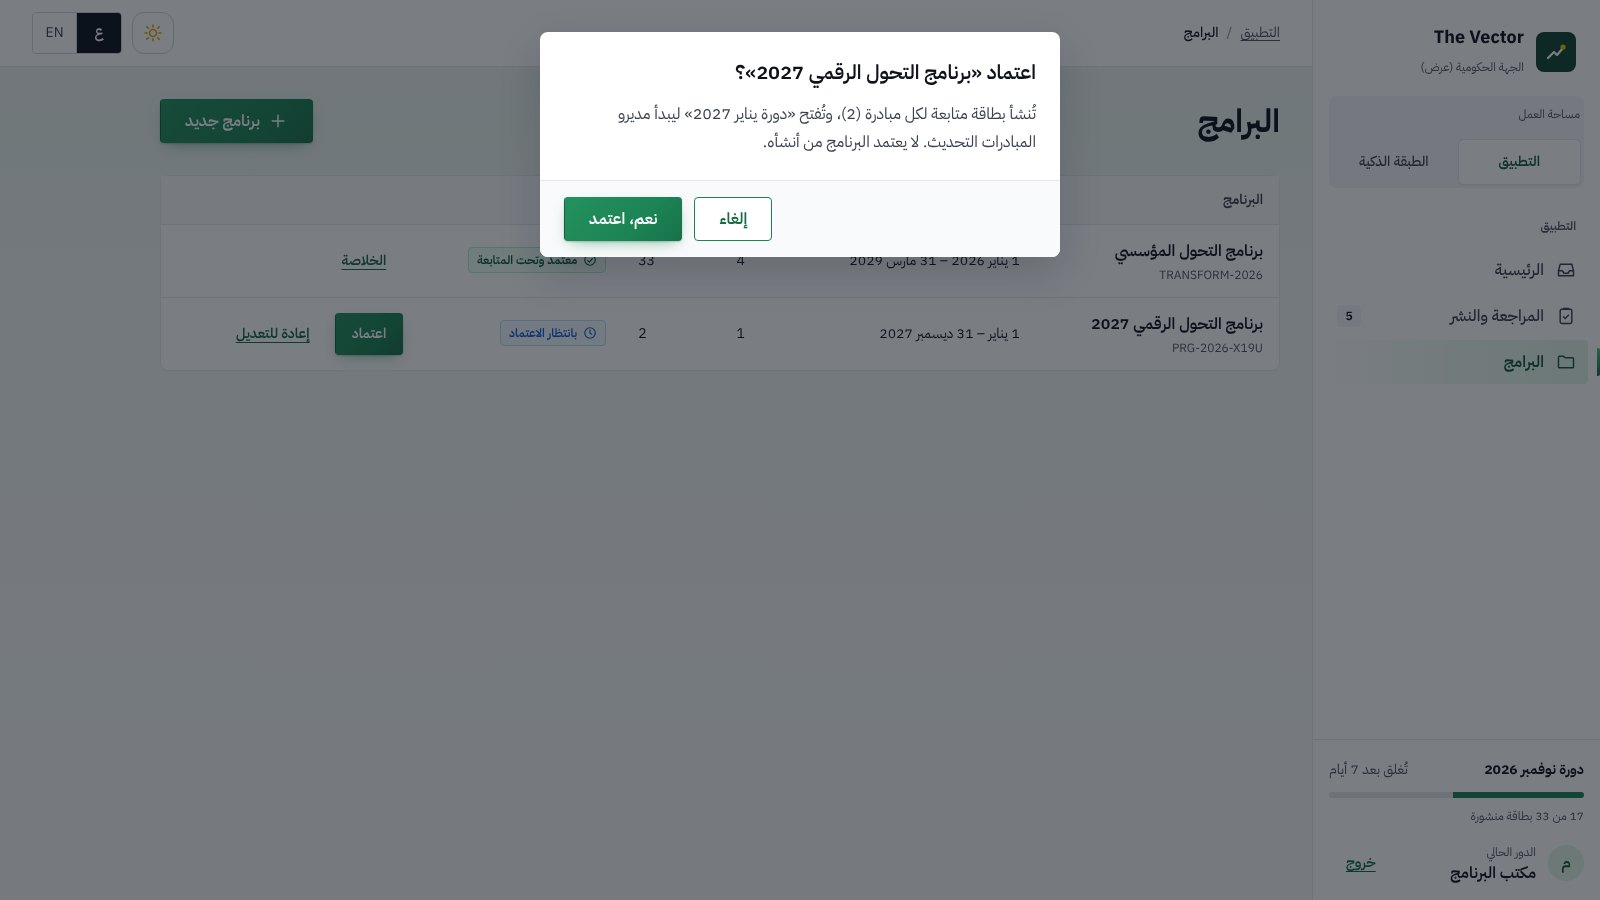 The Vector
الجهة الحكومية (عرض)
مساحة العمل
التطبيق
الطبقة الذكية
التطبيق
الرئيسية
المراجعة والنشر 5
البرامج
دورة نوفمبر 2026 تُغلق بعد 7 أيام
17 من 33 بطاقة منشورة
م
الدور الحالي
مكتب البرنامج
خروج
التطبيق / البرامج
ع EN
البرامج
برنامج جديد
البرنامج
برنامج التحول المؤسسي
TRANSFORM-2026
1 يناير 2026 – 31 مارس 2029 4 33 معتمد وتحت المتابعة الخلاصة
برنامج التحول الرقمي 2027
PRG-2026-X19U
1 يناير – 31 ديسمبر 2027 1 2 بانتظار الاعتماد اعتماد إعادة للتعديل
اعتماد «برنامج التحول الرقمي 2027»؟
تُنشأ بطاقة متابعة لكل مبادرة (2)، وتُفتح «دورة يناير 2027» ليبدأ مديرو
المبادرات التحديث. لا يعتمد البرنامج من أنشأه.
إلغاء
نعم، اعتمد